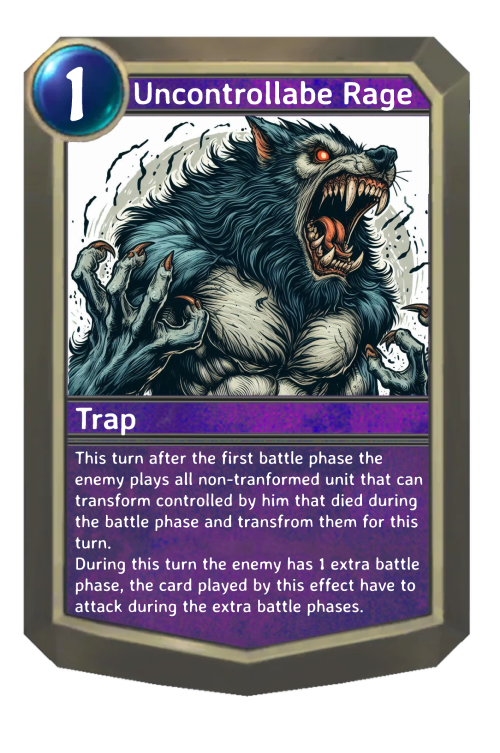 1
Uncontrollabe Rage
Trap
This turn after the first battle phase the
enemy plays all non-tranformed unit that can
transform controlled by him that died during
the battle phase and transfrom them for this
turn.
During this turn the enemy has 1 extra battle
phase, the card played by this effect have to
attack during the extra battle phases.